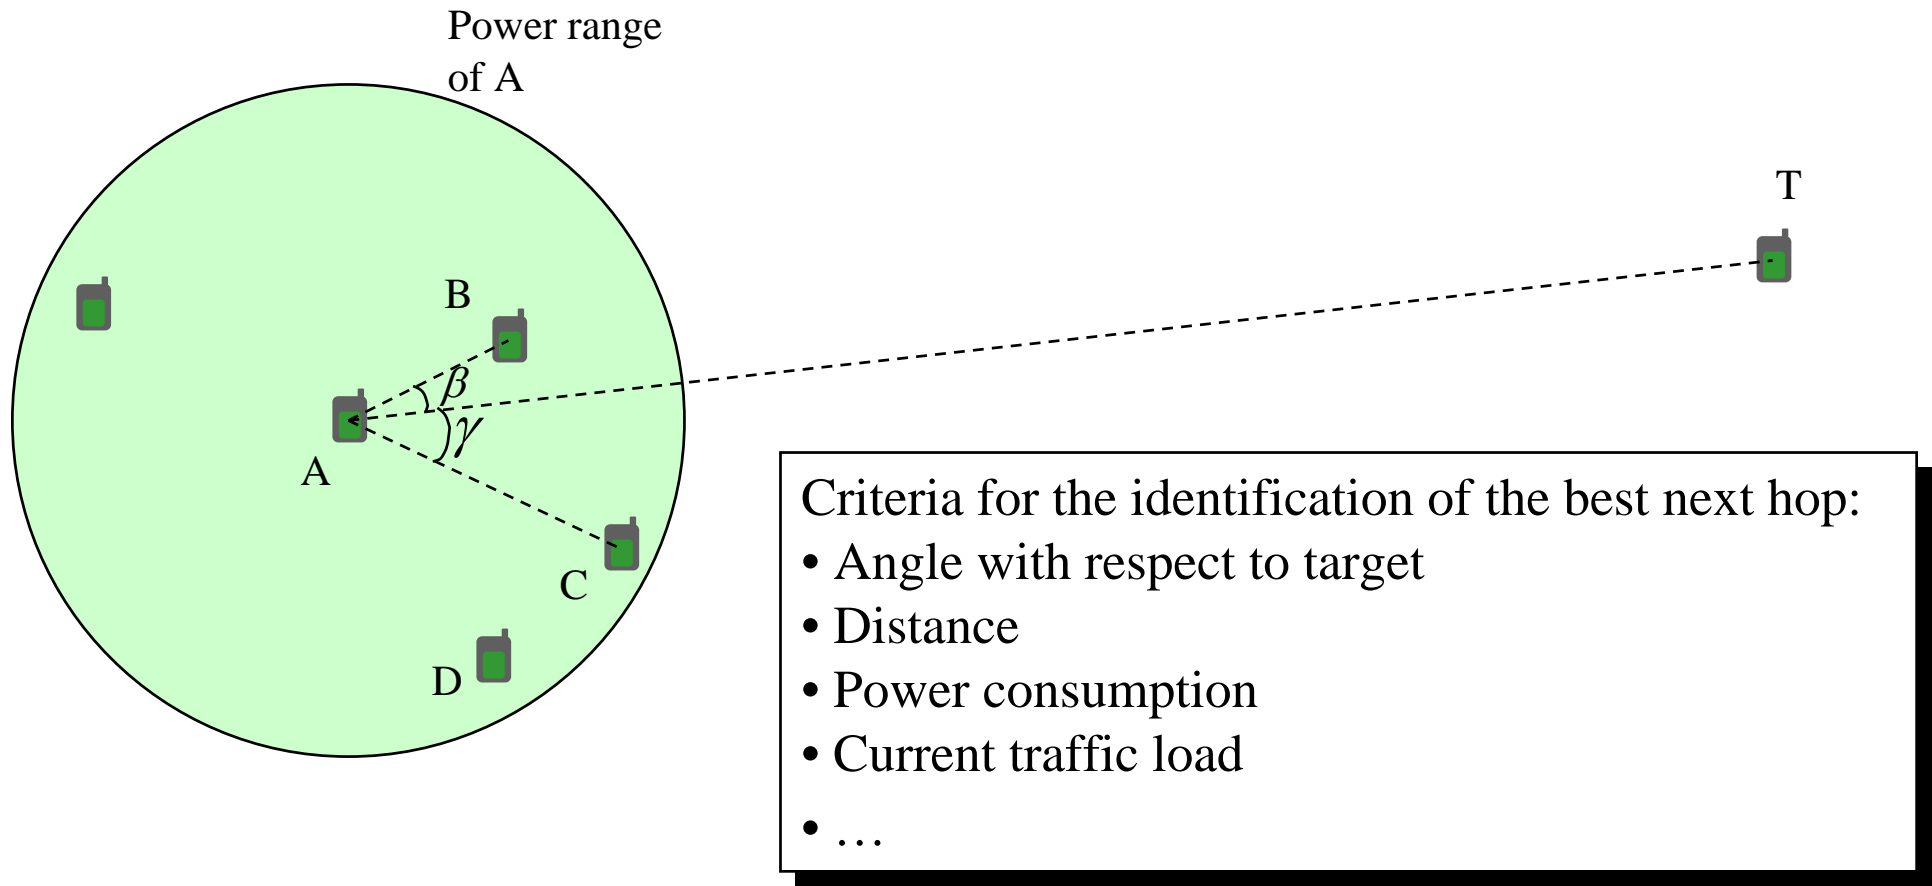 Power range
of A
T
B
β
γ
A
C
D
Criteria for the identification of the best next hop:
• Angle with respect to target
• Distance
• Power consumption
• Current traffic load
• …